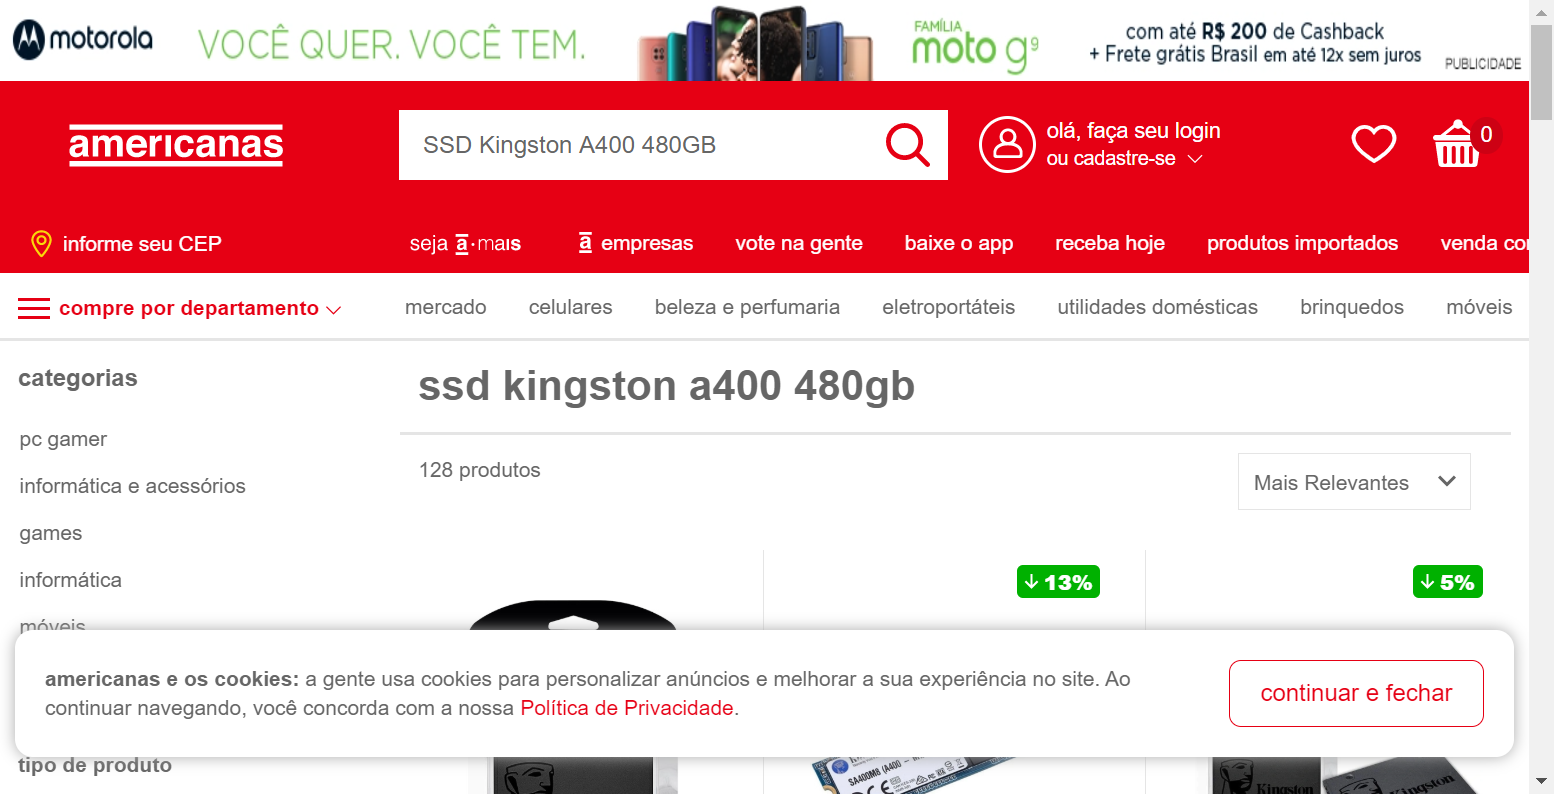 motorola
VOCÊ QUER. VOCÊ TEM.
FAMÍLIA
moto g9
com até R$ 200 de Cashback
+ Frete grátis Brasil em até 12x sem juros
PUBLICIDADE
americanas
SSD Kingston A400 480GB
olá, faça seu login
ou cadastre-se
0
informe seu CEP
seja a·mais
a empresas
vote na gente
baixe o app
receba hoje
produtos importados
venda co
compre por departamento
mercado
celulares
beleza e perfumaria
eletroportáteis
utilidades domésticas
brinquedos
móveis
categorias
ssd kingston a400 480gb
pc gamer
128 produtos
Mais Relevantes
informática e acessórios
games
informática
móveis
13%
5%
americanas e os cookies: a gente usa cookies para personalizar anúncios e melhorar a sua experiência no site. Ao
continuar navegando, você concorda com a nossa Política de Privacidade.
continuar e fechar
tipo de produto
SA400M8 (A400
Kingston
Kingston